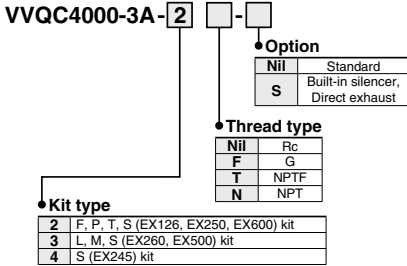 VVQC4000-3A-2 -
Option
Nil Standard
S Built-in silencer,
Direct exhaust
Thread type
Nil Rc
F G
T NPTF
N NPT
Kit type
2 F, P, T, S (EX126, EX250, EX600) kit
3 L, M, S (EX260, EX500) kit
4 S (EX245) kit